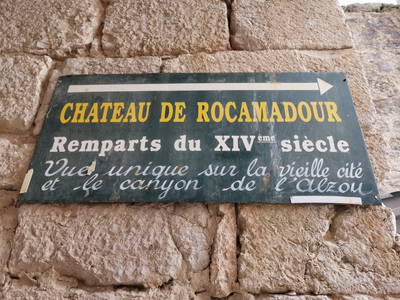 CHATEAU DE ROCAMADOUR
Remparts du XIVème siècle
Vue unique sur la vieille cité
et le canyon de l'Alzou